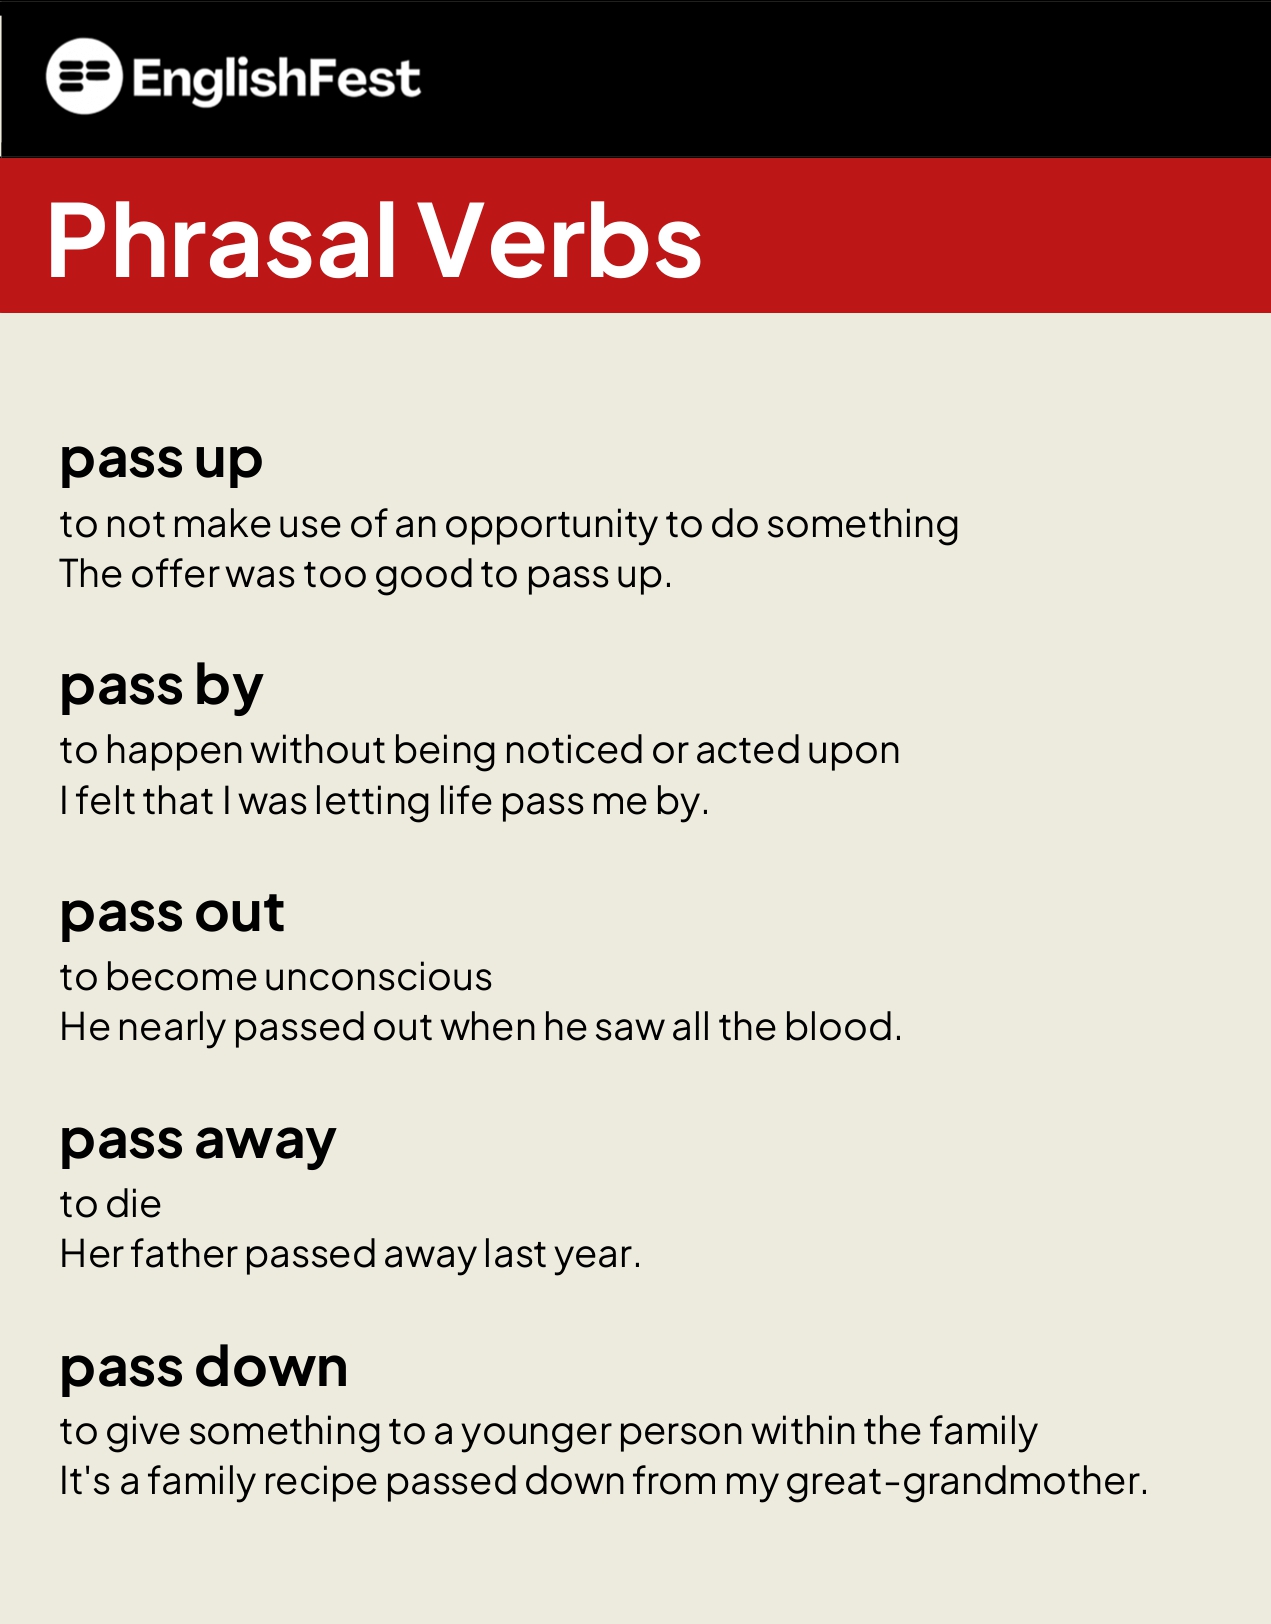 EnglishFest
Phrasal Verbs
pass up
to not make use of an opportunity to do something
The offer was too good to pass up.
pass by
to happen without being noticed or acted upon
I felt that I was letting life pass me by.
pass out
to become unconscious
He nearly passed out when he saw all the blood.
pass away
to die
Her father passed away last year.
pass down
to give something to a younger person within the family
It's a family recipe passed down from my great-grandmother.